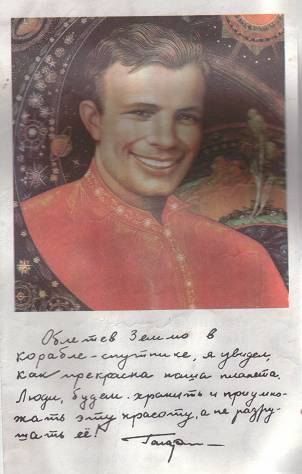 Облетев Землю в
корабле-спутнике, я увидел,
как прекрасна наша планета.
Люди, будем хранить и приумно-
жать эту красоту, а не разру-
шать её!
Гагарин